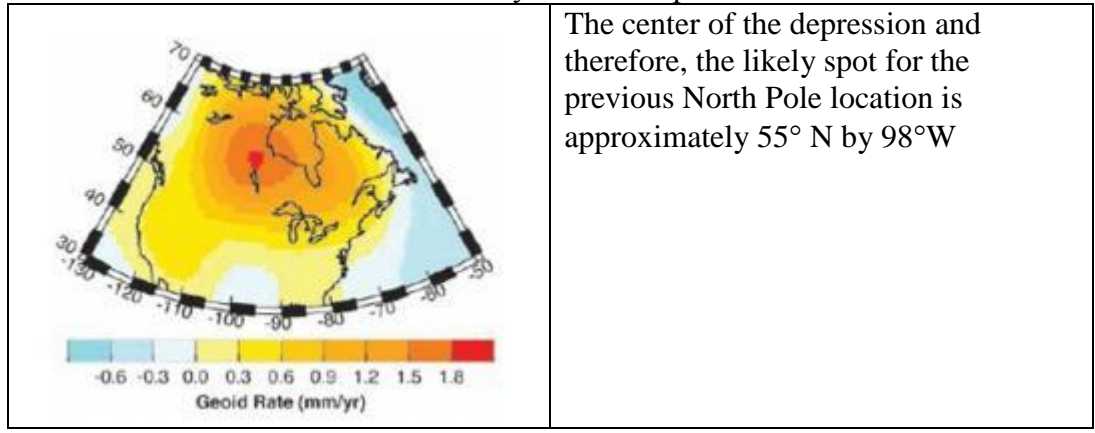 The center of the depression and
therefore, the likely spot for the
previous North Pole location is
approximately 55° N by 98°W
70
60
50
40
30
-130
-120
-110
-100
-90
-80
-70
-60
-50
-0.6 -0.3 0.0 0.3 0.6 0.9 1.2 1.5 1.8
Geoid Rate (mm/yr)